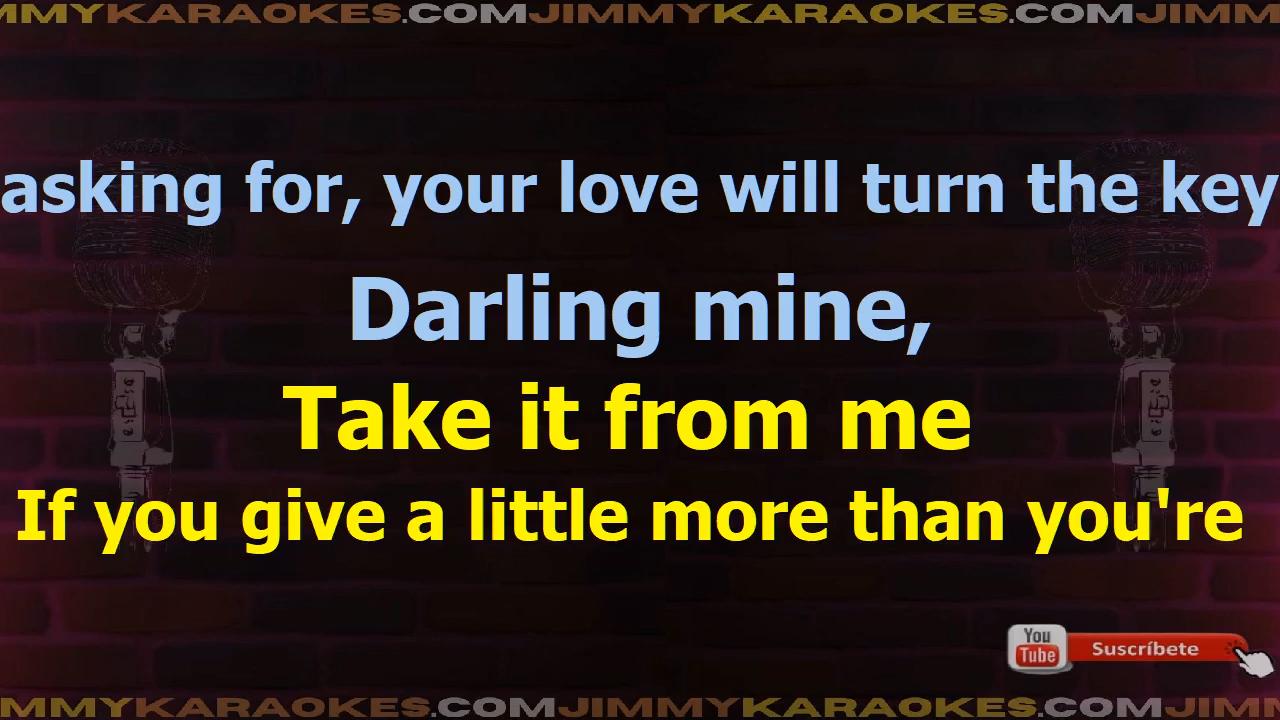 MMYKARAOKES.COMJIMMYKARAOKES.COMJIMM
asking for, your love will turn the key
Darling mine,
Take it from me
If you give a little more than you're
You
Tube
Suscríbete
MMYKARAOKES.COMJIMMYKARAOKES.COMJIMM